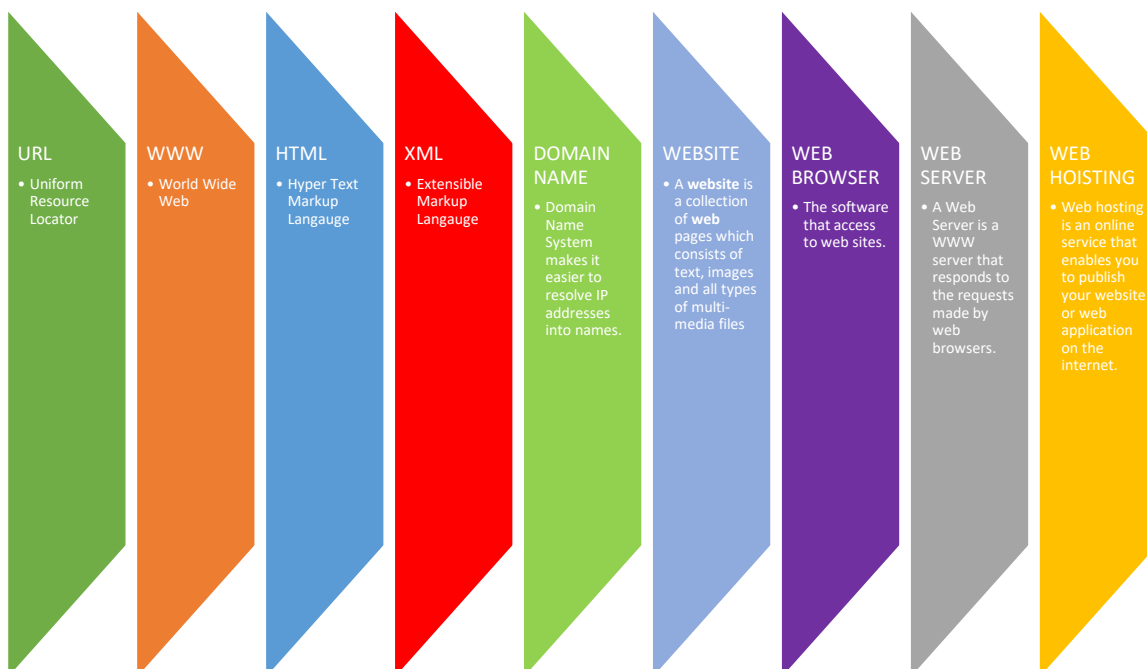 URL
• Uniform
Resource
Locator
WWW
• World Wide
Web
HTML
• Hyper Text
Markup
Langauge
XML
• Extensible
Markup
Langauge
DOMAIN
NAME
• Domain
Name
System
makes it
easier to
resolve IP
addresses
into names.
WEBSITE
• A website is
a collection
of web
pages which
consists of
text, images
and all types
of multi-
media files
WEB
BROWSER
• The software
that access
to web sites.
WEB
SERVER
• A Web
Server is a
WWW
server that
responds to
the requests
made by
web
browsers.
WEB
HOISTING
• Web hosting
is an online
service that
enables you
to publish
your website
or web
application
on the
internet.